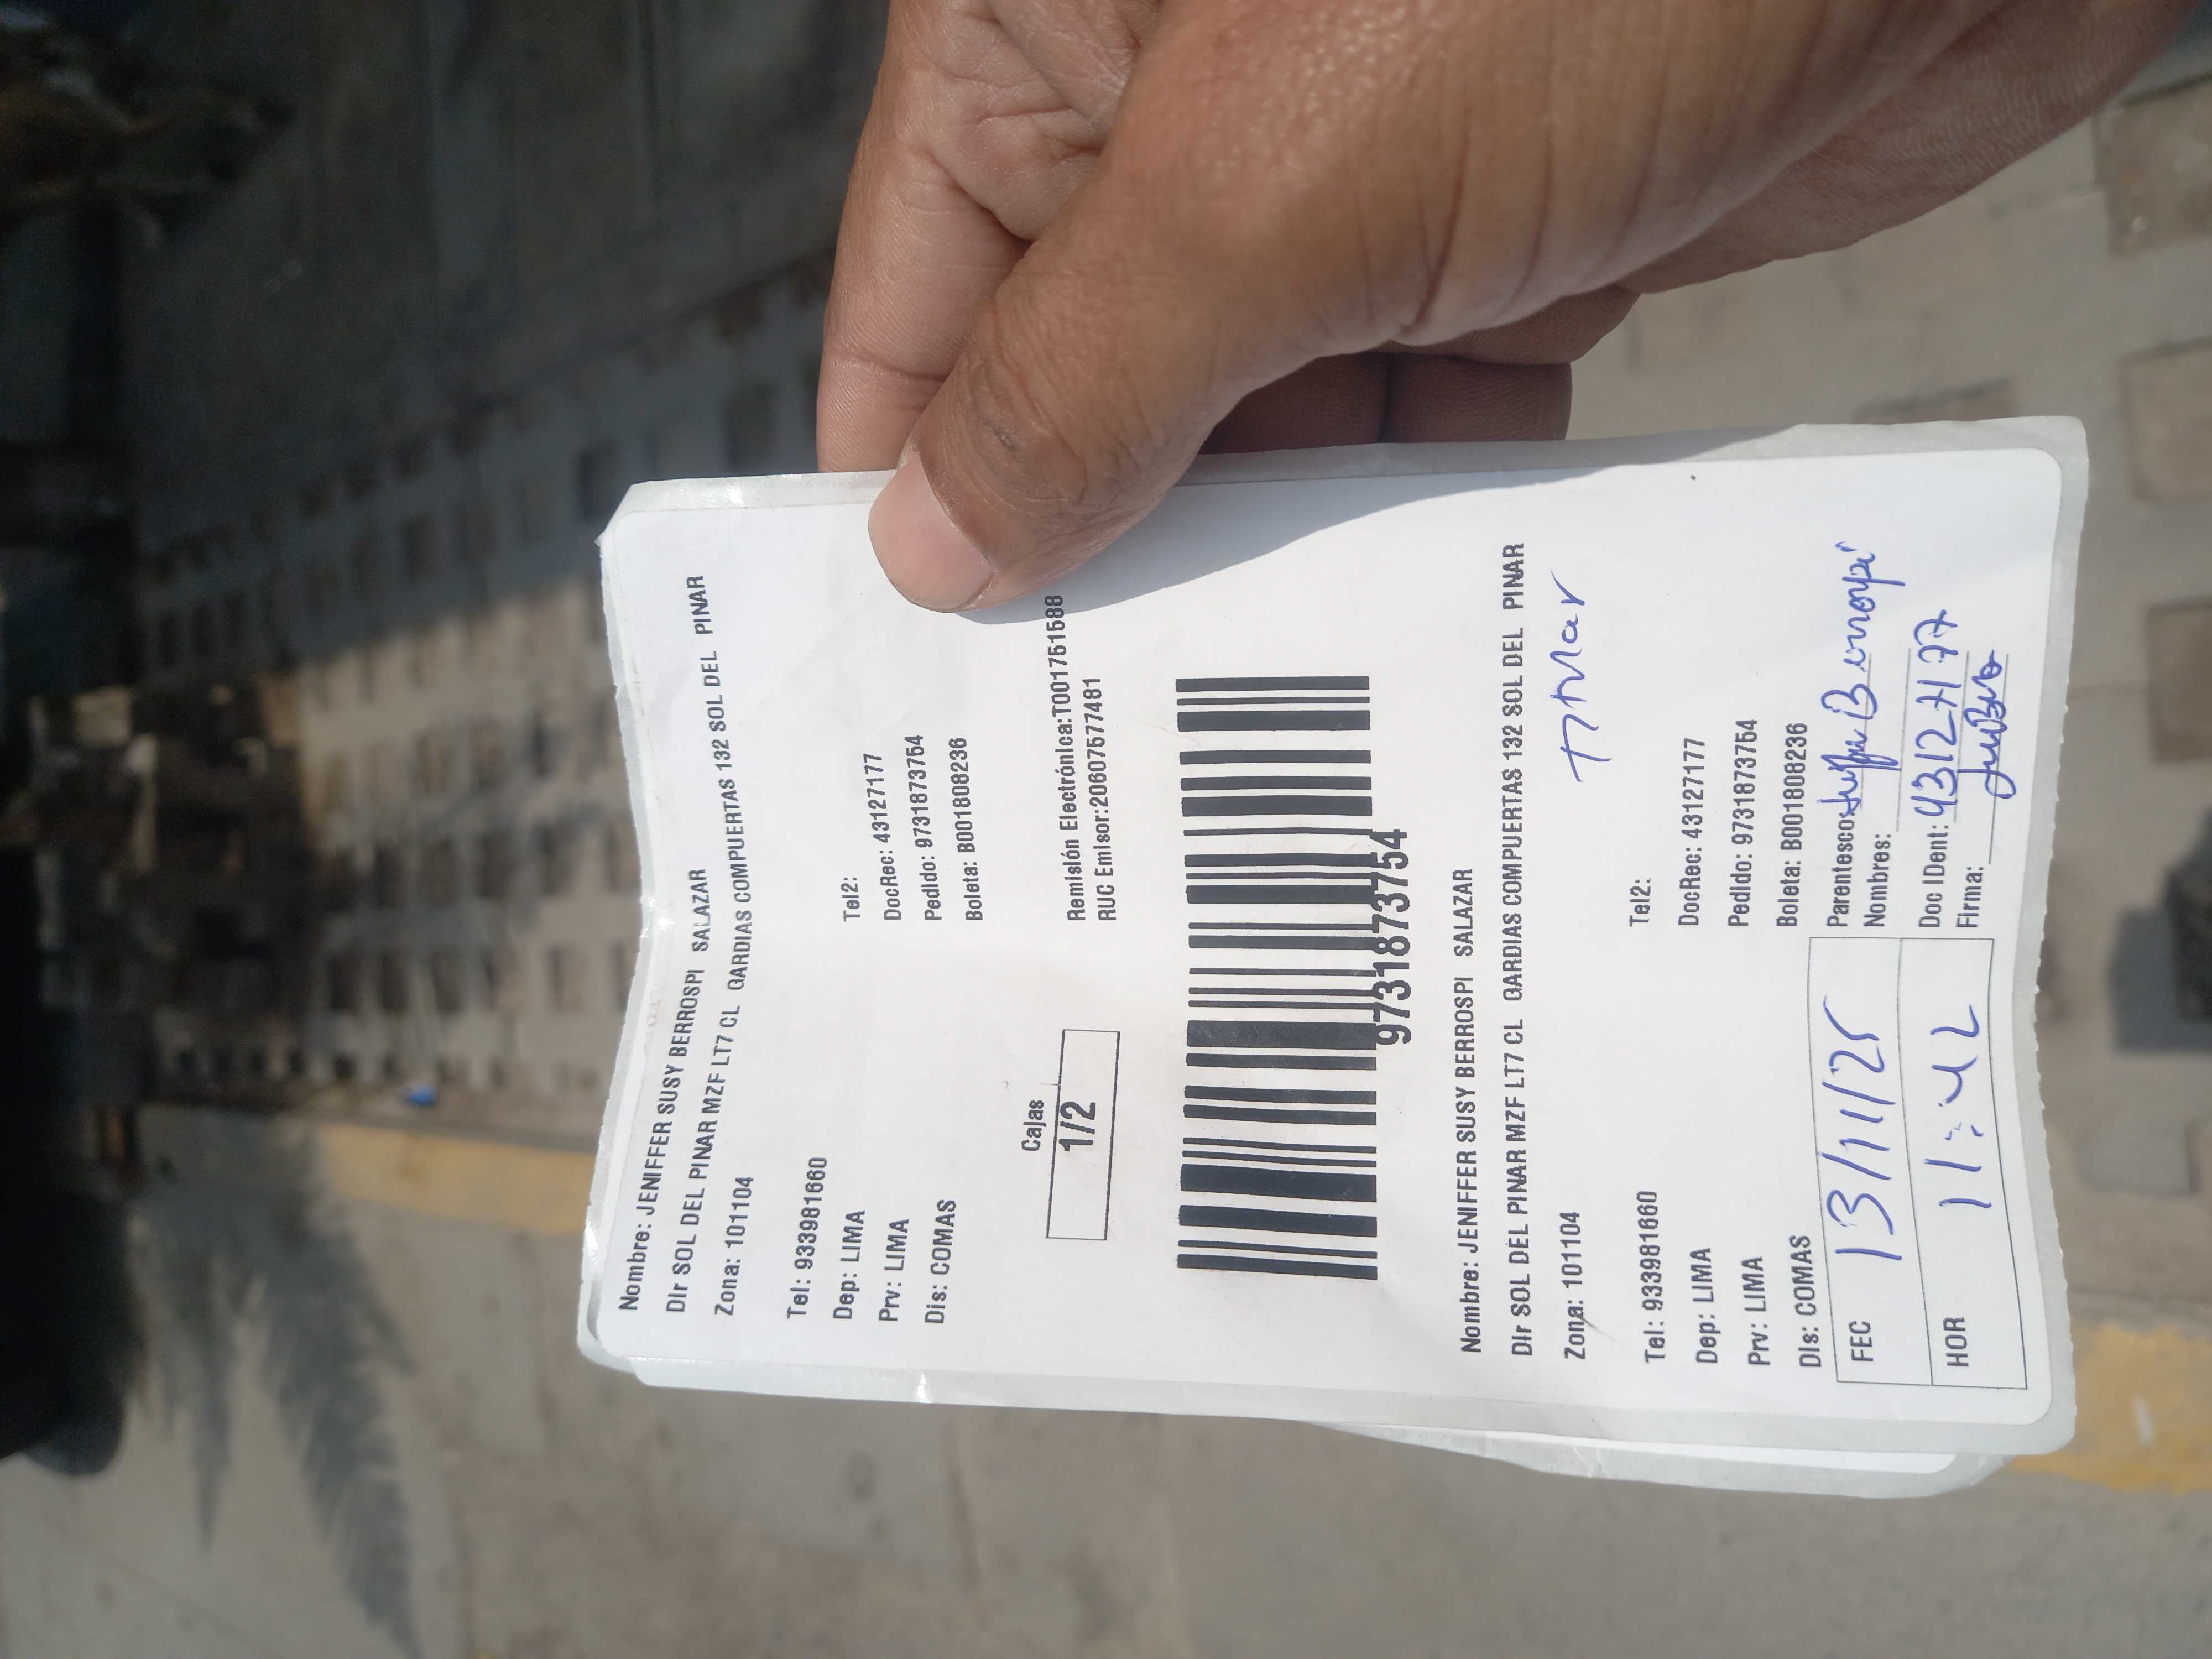 Nombre: JENIFFER SUSY BERROSPI SALAZAR
Dir SOL DEL PINAR MZF LT7 CL GARDIAS COMPUERTAS 132 SOL DEL PINAR
Zona: 101104
Tel: 933981660
Tel2:
Dep: LIMA
DocRec: 43127177
Prv: LIMA
Pedido: 9731873754
Dis: COMAS
Boleta: B001808236
Cajas
1/2
Remisión Electrónica:T001751588
RUC Emisor:20607577481
9731873754
Nombre: JENIFFER SUSY BERROSPI SALAZAR
Dir SOL DEL PINAR MZF LT7 CL GARDIAS COMPUERTAS 132 SOL DEL PINAR
Zona: 101104
Tel: 933981660
Tel2:
Dep: LIMA
DocRec: 43127177
Prv: LIMA
Pedido: 9731873754
Dis: COMAS
Boleta: B001808236
FEC 13/11/25
Parentesco
Nombres:
HOR 11:42
Doc IDent: 43127177
Firma: